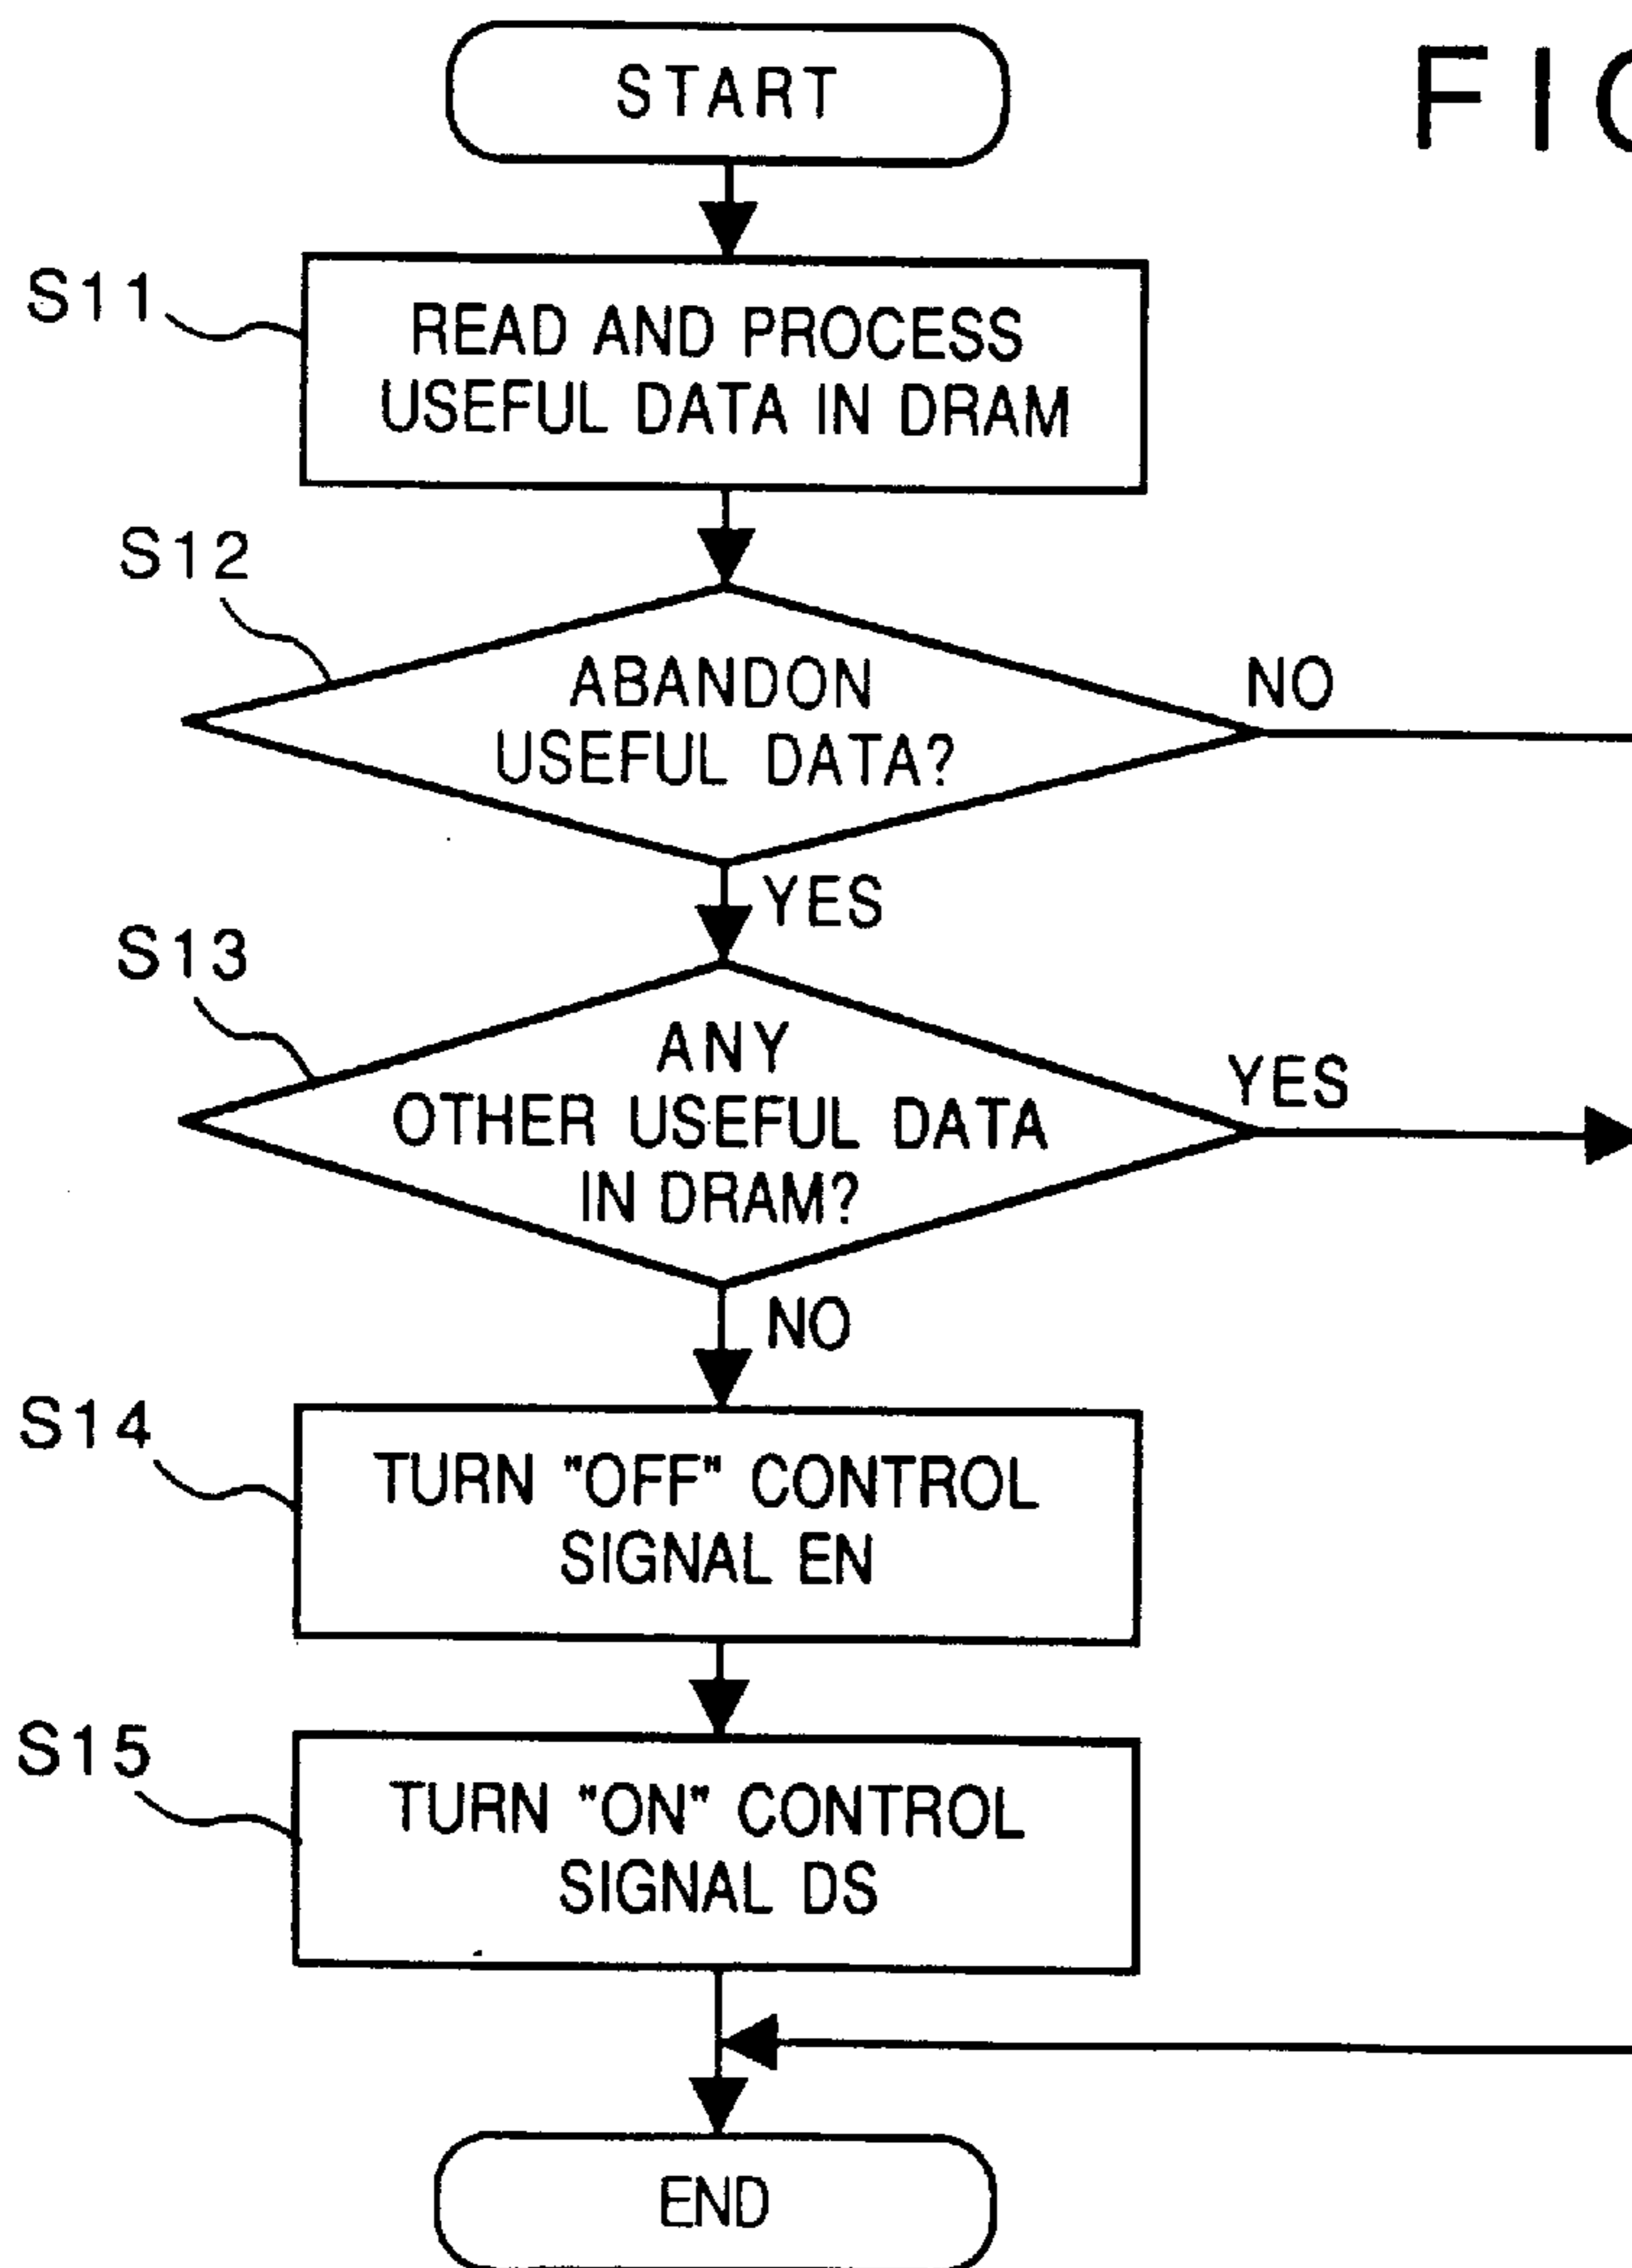 START
FIG
S11
READ AND PROCESS
USEFUL DATA IN DRAM
S12
ABANDON
USEFUL DATA?
NO
YES
S13
ANY
OTHER USEFUL DATA
IN DRAM?
YES
NO
S14
TURN "OFF" CONTROL
SIGNAL EN
S15
TURN "ON" CONTROL
SIGNAL DS
END